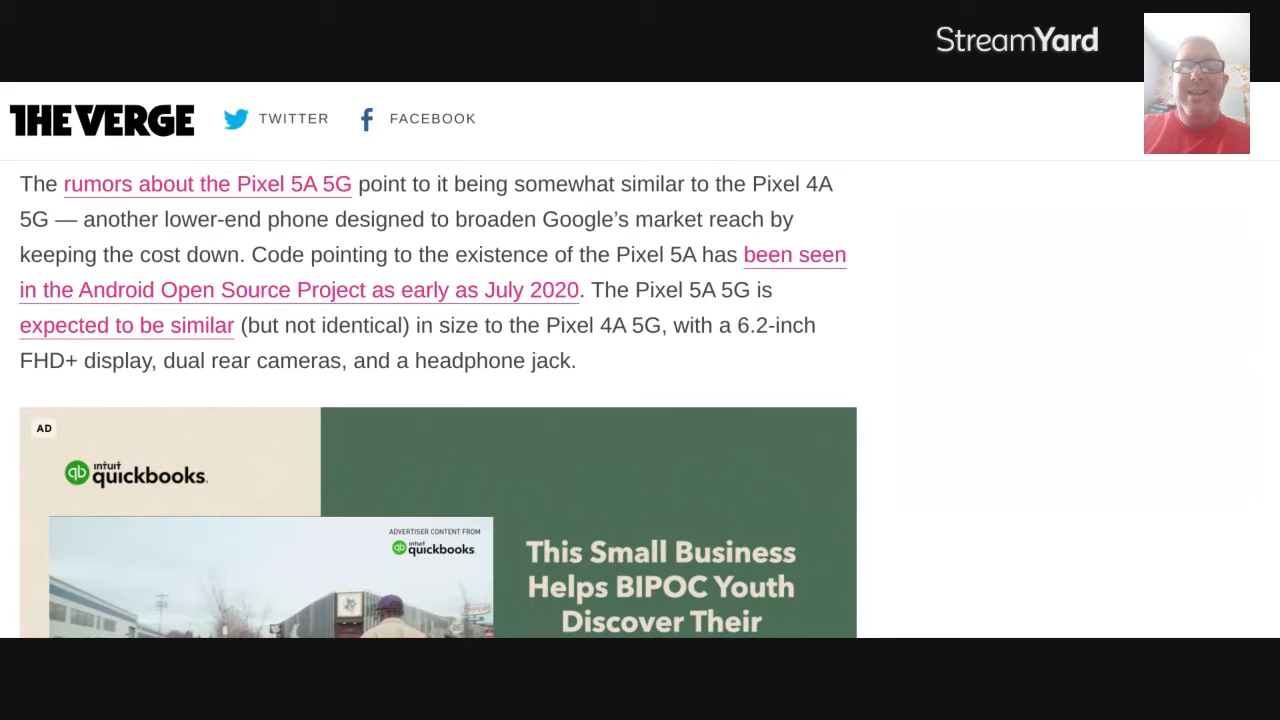 StreamYard
THE VERGE TWITTER FACEBOOK
The rumors about the Pixel 5A 5G point to it being somewhat similar to the Pixel 4A
5G — another lower-end phone designed to broaden Google’s market reach by
keeping the cost down. Code pointing to the existence of the Pixel 5A has been seen
in the Android Open Source Project as early as July 2020. The Pixel 5A 5G is
expected to be similar (but not identical) in size to the Pixel 4A 5G, with a 6.2-inch
FHD+ display, dual rear cameras, and a headphone jack.
AD
qb intuit quickbooks.
ADVERTISER CONTENT FROM
qb intuit quickbooks
This Small Business
Helps BIPOC Youth
Discover Their